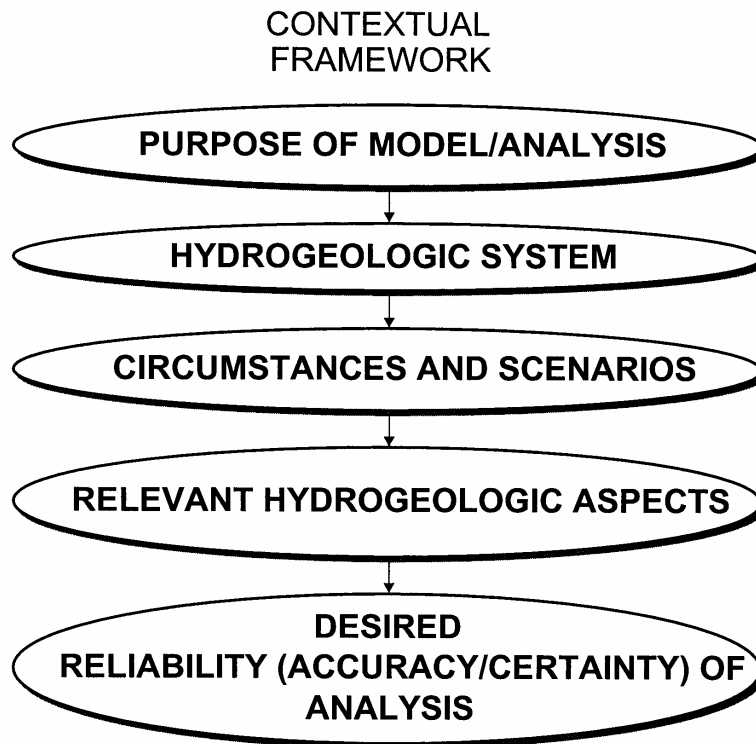 CONTEXTUAL
FRAMEWORK
PURPOSE OF MODEL/ANALYSIS
HYDROGEOLOGIC SYSTEM
CIRCUMSTANCES AND SCENARIOS
RELEVANT HYDROGEOLOGIC ASPECTS
DESIRED
RELIABILITY (ACCURACY/CERTAINTY) OF
ANALYSIS